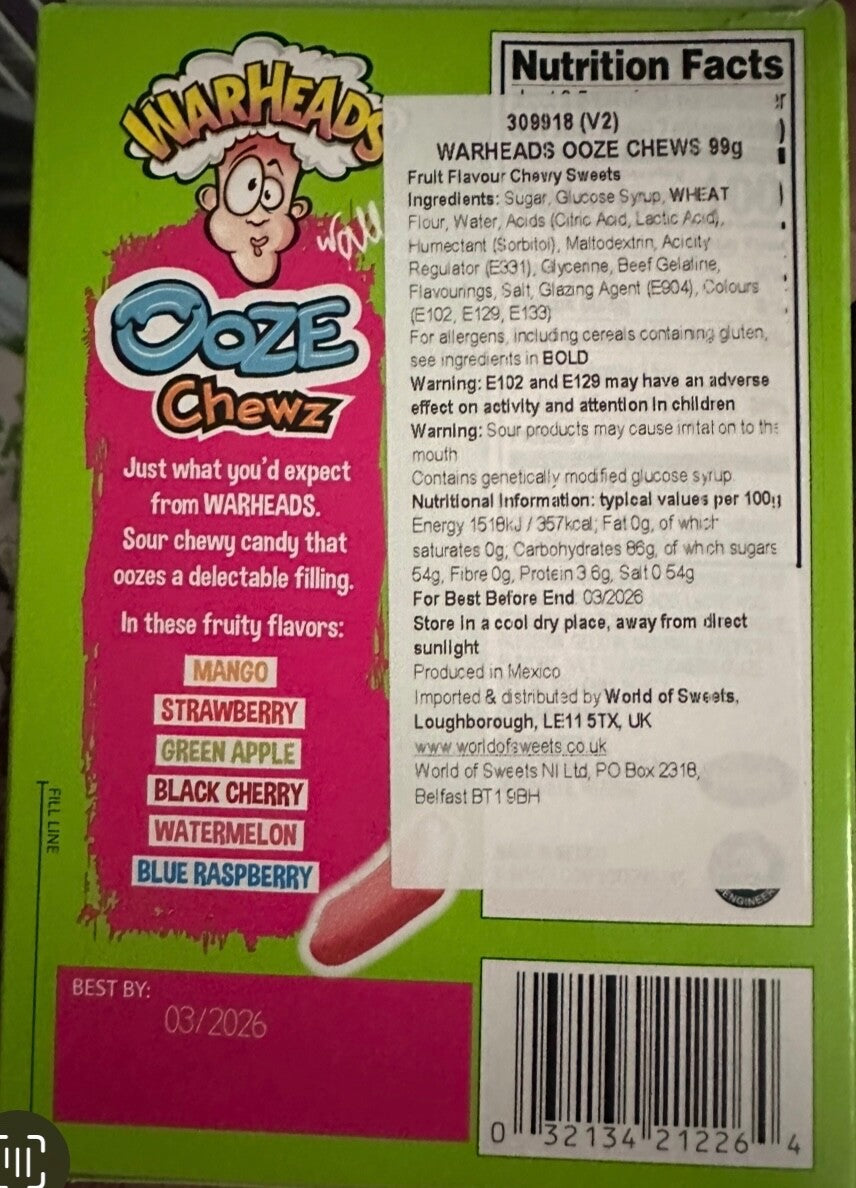 WARHEADS
WOW
OOZE
Chewz
Just what you'd expect
from WARHEADS.
Sour chewy candy that
oozes a delectable filling.
In these fruity flavors:
MANGO
STRAWBERRY
GREEN APPLE
BLACK CHERRY
WATERMELON
BLUE RASPBERRY
FILL LINE
BEST BY:
03/2026
Nutrition Facts
309918 (V2)
WARHEADS OOZE CHEWS 99g
Fruit Flavour Chewy Sweets
Ingredients: Sugar, Glucose Syrup, WHEAT
Flour, Water, Acids (Citric Acid, Lactic Acid),
Humectant (Sorbitol), Maltodextrin, Acicity
Regulator (E331), Glycerine, Beef Gelatine,
Flavourings, Salt, Glazing Agent (E904), Colours
(E102, E129, E133)
For allergens, including cereals containing gluten,
see ingredients in BOLD
Warning: E102 and E129 may have an adverse
effect on activity and attention in children
Warning: Sour products may cause irritation to the
mouth
Contains genetically modified glucose syrup
Nutritional Information: typical values per 100g
Energy 1518kJ / 357kcal; Fat 0g, of which
saturates 0g, Carbohydrates 86g, of which sugars
54g, Fibre 0g, Protein 3 6g, Salt 0 54g
For Best Before End 03/2026
Store in a cool dry place, away from direct
sunlight
Produced in Mexico
Imported & distributed by World of Sweets,
Loughborough, LE11 5TX, UK
www.worldofsweets.co.uk
World of Sweets NI Ltd, PO Box 2318,
Belfast BT1 9BH
ENGINEER
0 32134 21226 4